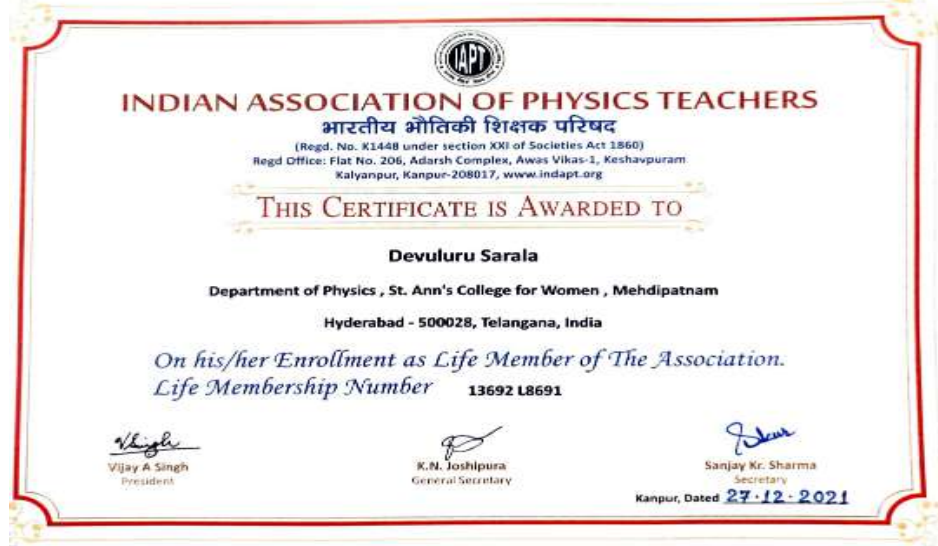 IAPT
INDIAN ASSOCIATION OF PHYSICS TEACHERS
भारतीय भौतिकी शिक्षक परिषद
(Regd. No. K1448 under section XXI of Societies Act 1860)
Regd Office: Flat No. 206, Adarsh Complex, Awas Vikas-1, Keshavpuram
Kalyanpur, Kanpur-208017, www.indapt.org
THIS CERTIFICATE IS AWARDED TO
Devuluru Sarala
Department of Physics , St. Ann's College for Women , Mehdipatnam
Hyderabad - 500028, Telangana, India
On his/her Enrollment as Life Member of The Association.
Life Membership Number 13692 L8691
Vijay A Singh
President
K.N. Joshipura
General Secretary
Sanjay Kr. Sharma
Secretary
Kanpur, Dated 27-12-2021